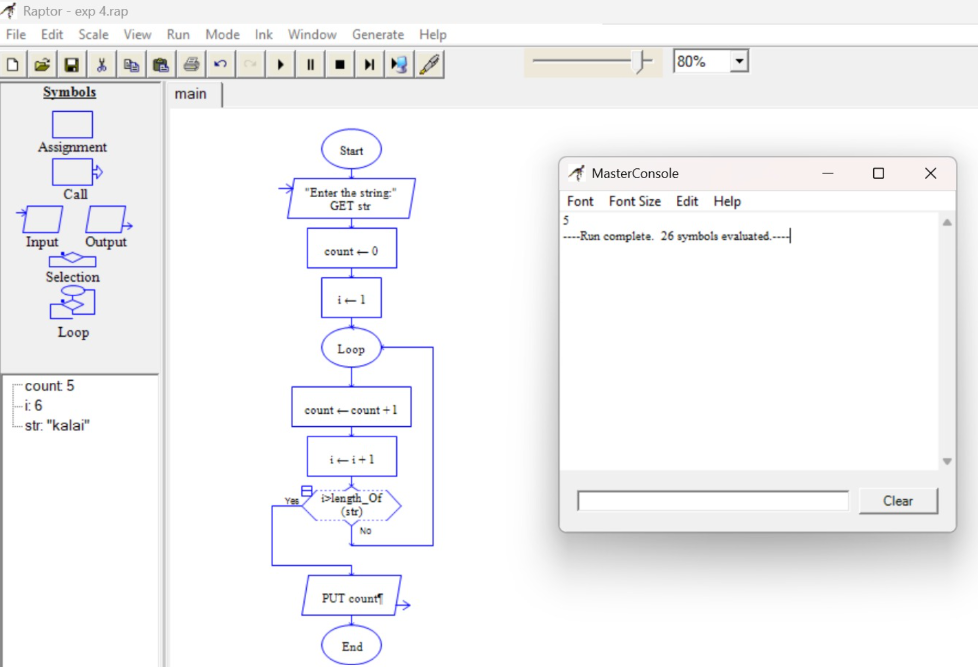 Raptor - exp 4.rap
File Edit Scale View Run Mode Ink Window Generate Help
80%
Symbols
Assignment
Call
Input Output
Selection
Loop
count: 5
i: 6
str: "kalai"
main
Start
"Enter the string:"
GET str
count ← 0
i ← 1
Loop
count ← count + 1
i ← i + 1
Yes
i>length_Of
(str)
No
PUT count¶
End
MasterConsole
Font Font Size Edit Help
5
----Run complete. 26 symbols evaluated.----
Clear